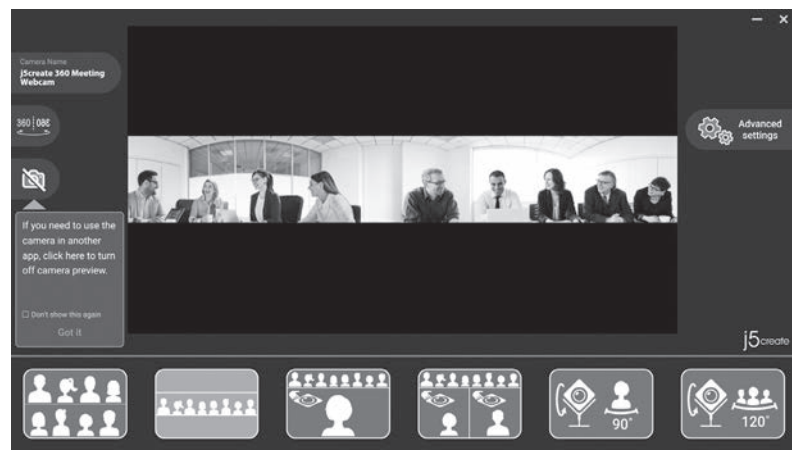 Camera Name
j5create 360 Meeting
Webcam
360 360
Advanced
settings
If you need to use the
camera in another
app, click here to turn
off camera preview.
Don't show this again
Got it
j5create
90°
120°